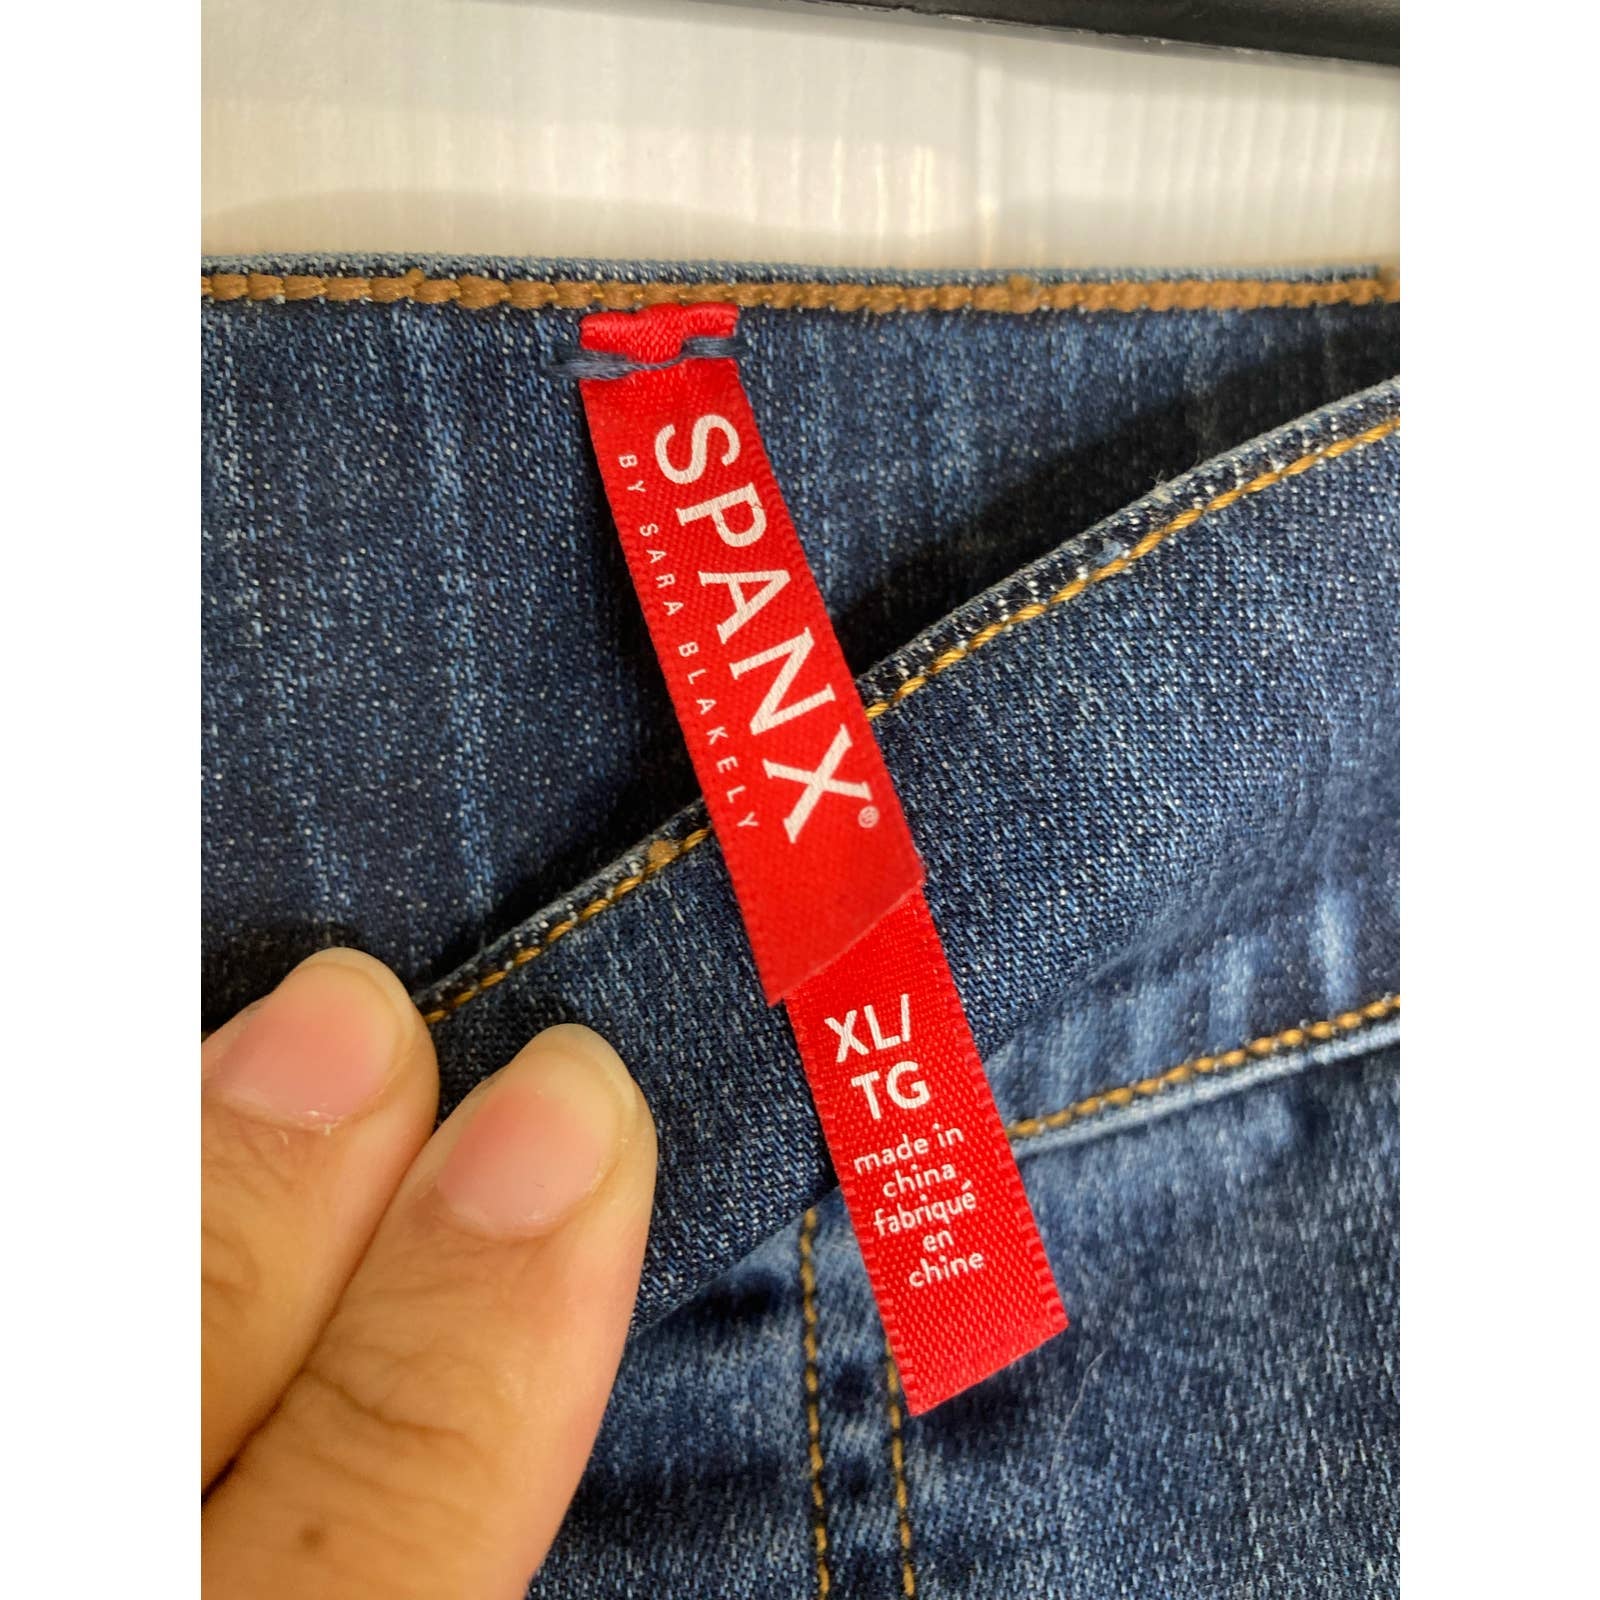 SPANX®
BY SARA BLAKELY
XL/
TG
made in
china
fabriqué
en
chine